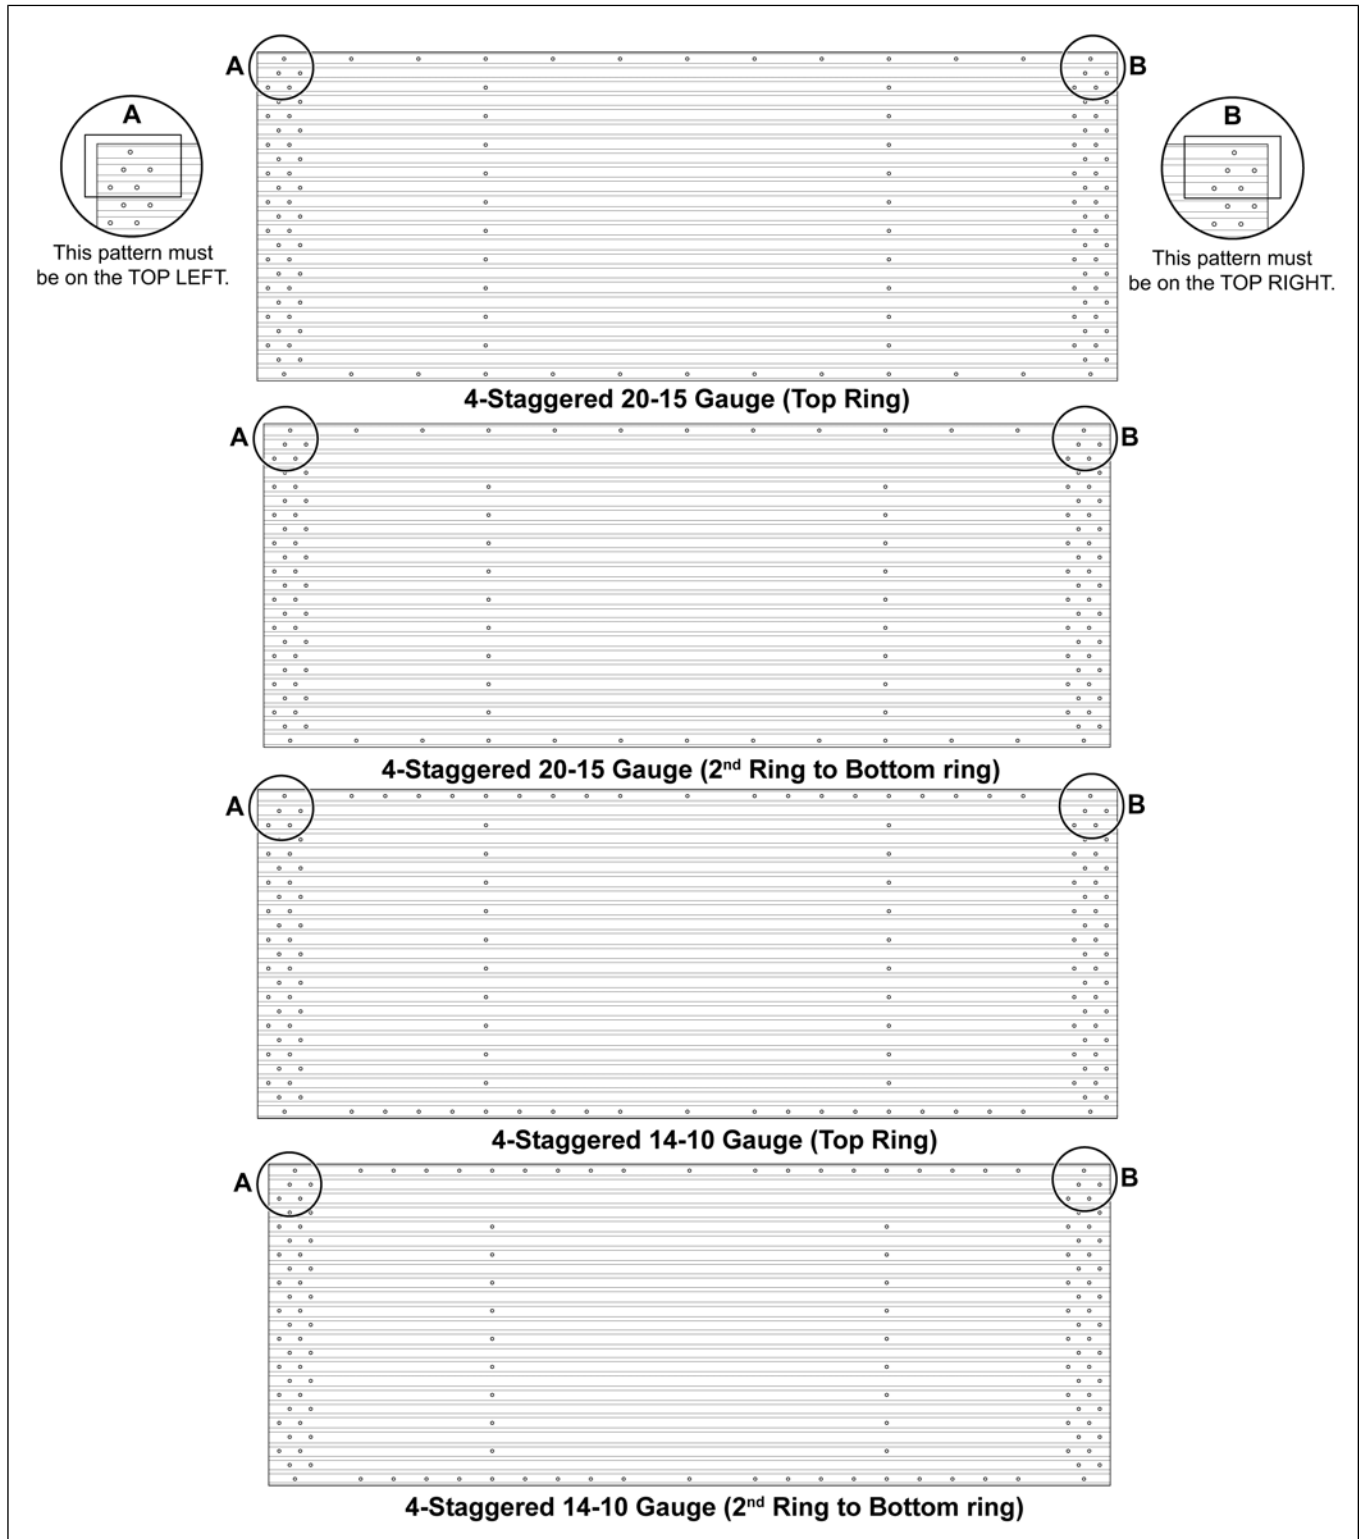 A
B
A
This pattern must
be on the TOP LEFT.
B
This pattern must
be on the TOP RIGHT.
4-Staggered 20-15 Gauge (Top Ring)
A
B
4-Staggered 20-15 Gauge (2nd Ring to Bottom ring)
A
B
4-Staggered 14-10 Gauge (Top Ring)
A
B
4-Staggered 14-10 Gauge (2nd Ring to Bottom ring)